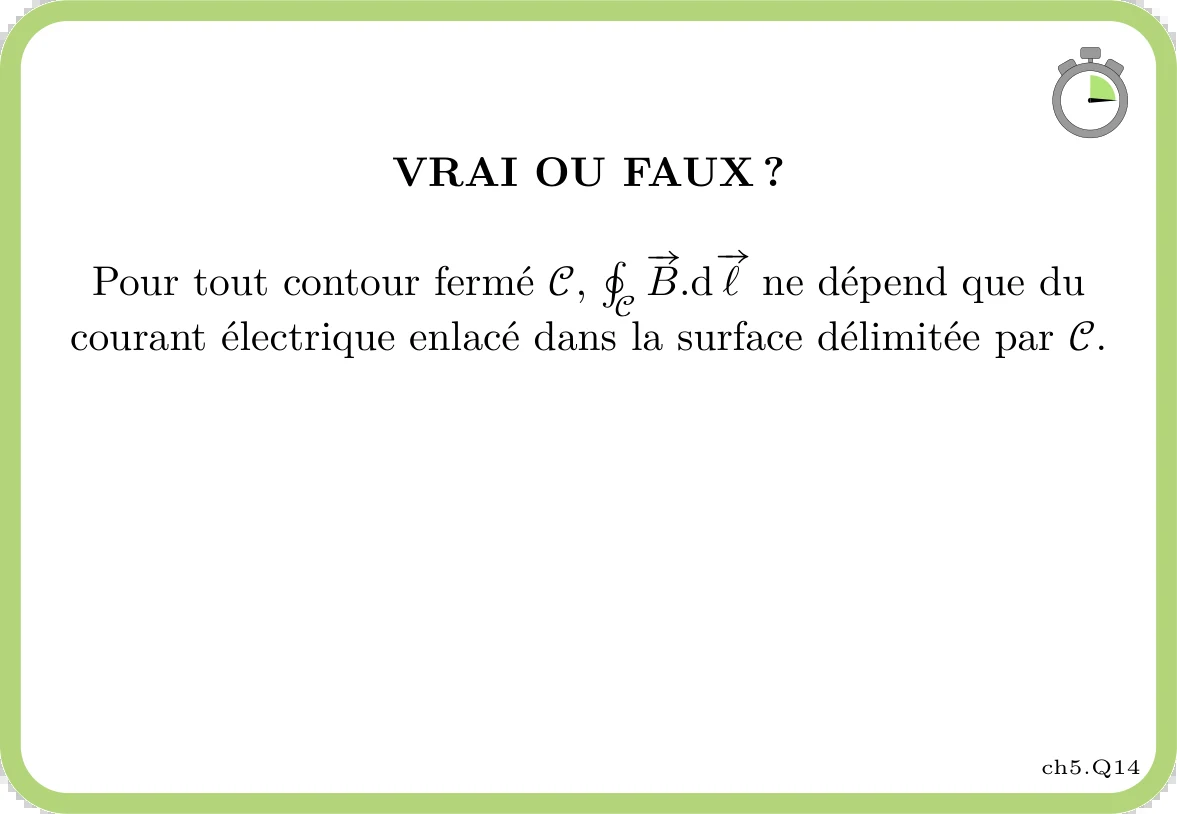 VRAI OU FAUX ?
Pour tout contour fermé 𝒞, ∮_𝒞 B⃗.dℓ⃗ ne dépend que du
courant électrique enlacé dans la surface délimitée par 𝒞.
ch5.Q14